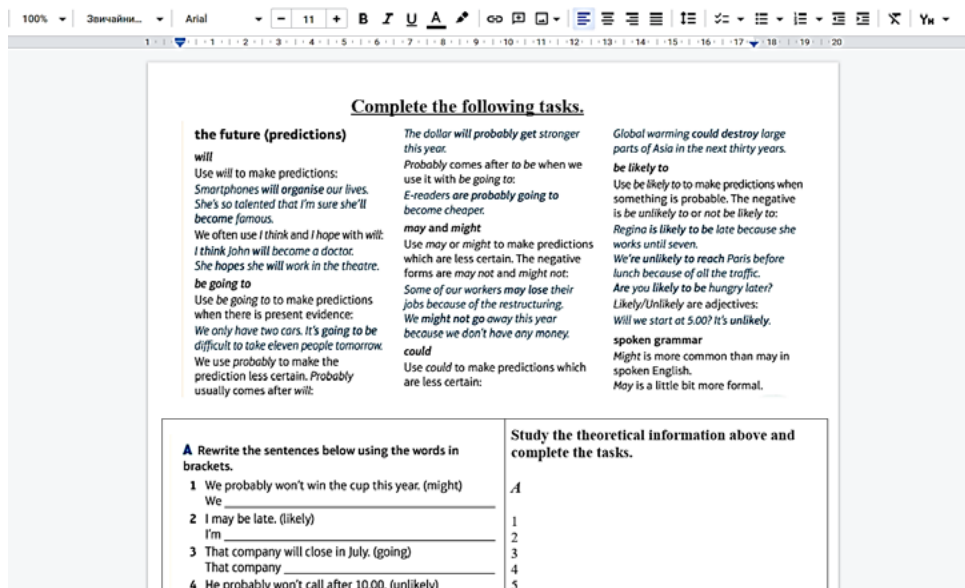 100% Звичайни... Arial − 11 + B I U A Yн
1 1 2 3 4 5 6 7 8 9 10 11 12 13 14 15 16 17 18 19 20
Complete the following tasks.
the future (predictions)
will
Use will to make predictions:
Smartphones will organise our lives.
She's so talented that I'm sure she'll
become famous.
We often use I think and I hope with will:
I think John will become a doctor.
She hopes she will work in the theatre.
be going to
Use be going to to make predictions
when there is present evidence:
We only have two cars. It's going to be
difficult to take eleven people tomorrow.
We use probably to make the
prediction less certain. Probably
usually comes after will:
The dollar will probably get stronger
this year.
Probably comes after to be when we
use it with be going to:
E-readers are probably going to
become cheaper.
may and might
Use may or might to make predictions
which are less certain. The negative
forms are may not and might not:
Some of our workers may lose their
jobs because of the restructuring.
We might not go away this year
because we don't have any money.
could
Use could to make predictions which
are less certain:
Global warming could destroy large
parts of Asia in the next thirty years.
be likely to
Use be likely to to make predictions when
something is probable. The negative
is be unlikely to or not be likely to:
Regina is likely to be late because she
works until seven.
We're unlikely to reach Paris before
lunch because of all the traffic.
Are you likely to be hungry later?
Likely/Unlikely are adjectives:
Will we start at 5.00? It's unlikely.
spoken grammar
Might is more common than may in
spoken English.
May is a little bit more formal.
A Rewrite the sentences below using the words in
brackets.
1 We probably won't win the cup this year. (might)
We
2 I may be late. (likely)
I'm
3 That company will close in July. (going)
That company
4 He probably won't call after 10.00. (unlikely)
Study the theoretical information above and
complete the tasks.
A
1
2
3
4
5